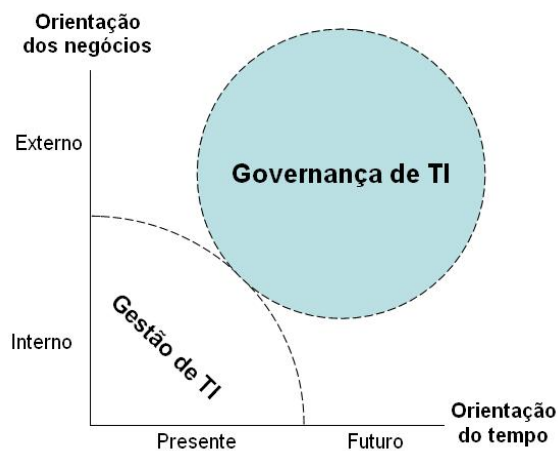 Orientação
dos negócios
Externo
Governança de TI
Gestão de TI
Interno
Presente
Futuro
Orientação
do tempo